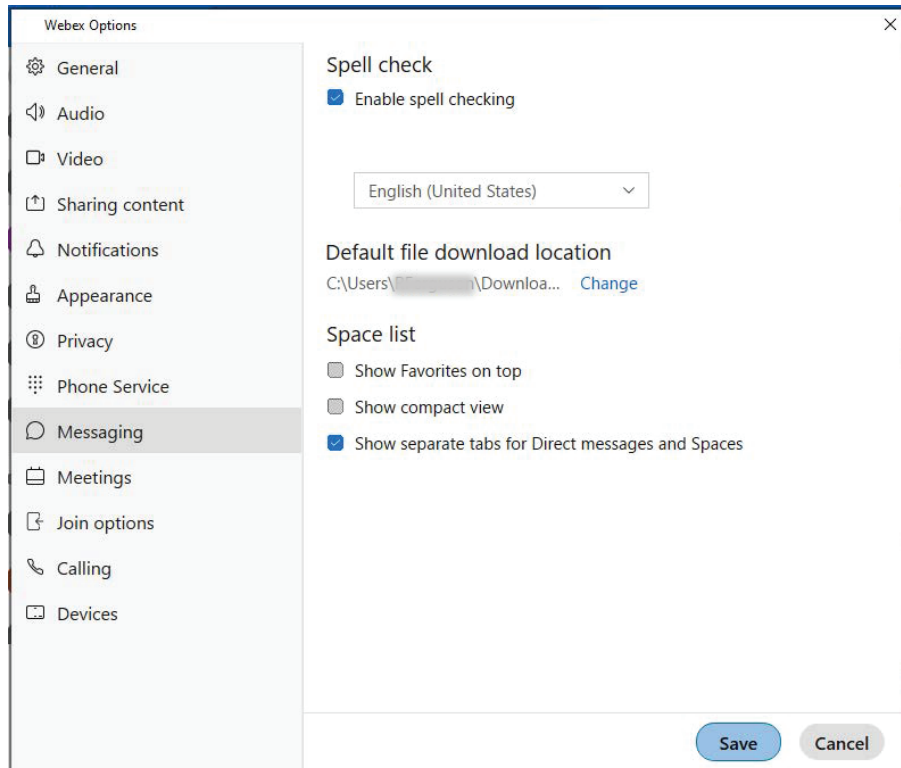 Webex Options
General
Audio
Video
Sharing content
Notifications
Appearance
Privacy
Phone Service
Messaging
Meetings
Join options
Calling
Devices
Spell check
Enable spell checking
English (United States)
Default file download location
C:\Users\ \Downloa... Change
Space list
Show Favorites on top
Show compact view
Show separate tabs for Direct messages and Spaces
Save Cancel